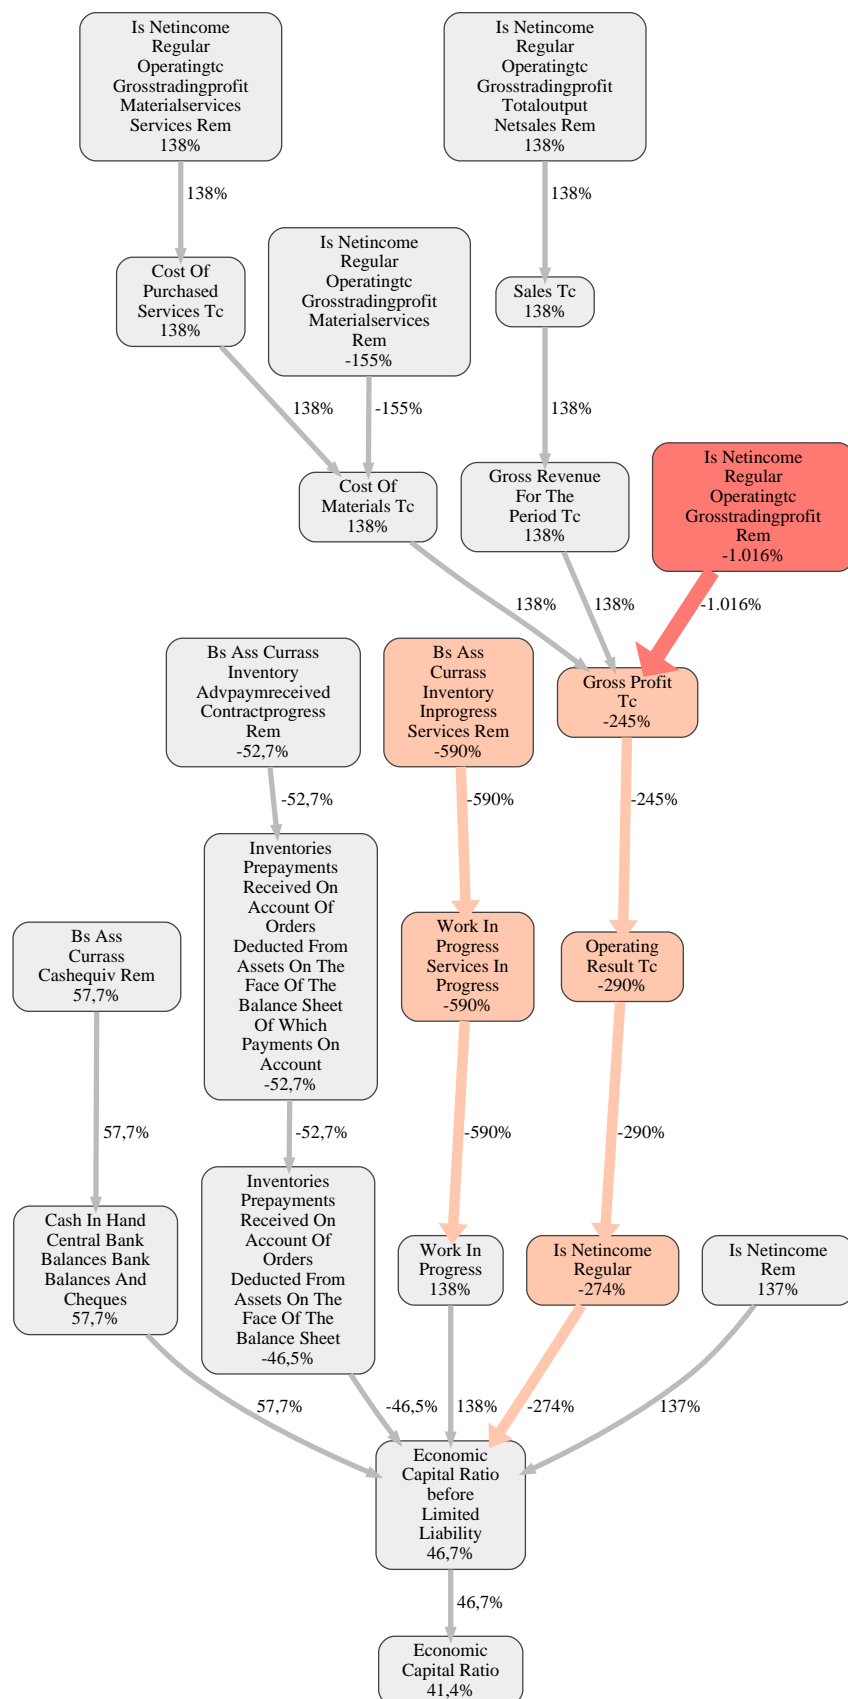 Is Netincome
Regular
Operatingtc
Grosstradingprofit
Materialservices
Services Rem
138%
Is Netincome
Regular
Operatingtc
Grosstradingprofit
Totaloutput
Netsales Rem
138%
138%
138%
Is Netincome
Regular
Operatingtc
Grosstradingprofit
Materialservices
Rem
-155%
Cost Of
Purchased
Services Tc
138%
Sales Tc
138%
138%
-155%
138%
Is Netincome
Regular
Operatingtc
Grosstradingprofit
Rem
-1.016%
Cost Of
Materials Tc
138%
Gross Revenue
For The
Period Tc
138%
138%
138%
-1.016%
Bs Ass Currass
Inventory
Advpaymreceived
Contractprogress
Rem
-52,7%
Bs Ass
Currass
Inventory
Inprogress
Services Rem
-590%
Gross Profit
Tc
-245%
-52,7%
-590%
-245%
Inventories
Prepayments
Received On
Account Of
Orders
Deducted From
Assets On The
Face Of The
Balance Sheet
Of Which
Payments On
Account
-52,7%
Bs Ass
Currass
Cashequiv Rem
57,7%
Work In
Progress
Services In
Progress
-590%
Operating
Result Tc
-290%
57,7%
-52,7%
-590%
-290%
Cash In Hand
Central Bank
Balances Bank
Balances And
Cheques
57,7%
Inventories
Prepayments
Received On
Account Of
Orders
Deducted From
Assets On The
Face Of The
Balance Sheet
-46,5%
Work In
Progress
138%
Is Netincome
Regular
-274%
Is Netincome
Rem
137%
57,7%
-46,5%
138%
-274%
137%
Economic
Capital Ratio
before
Limited
Liability
46,7%
46,7%
Economic
Capital Ratio
41,4%